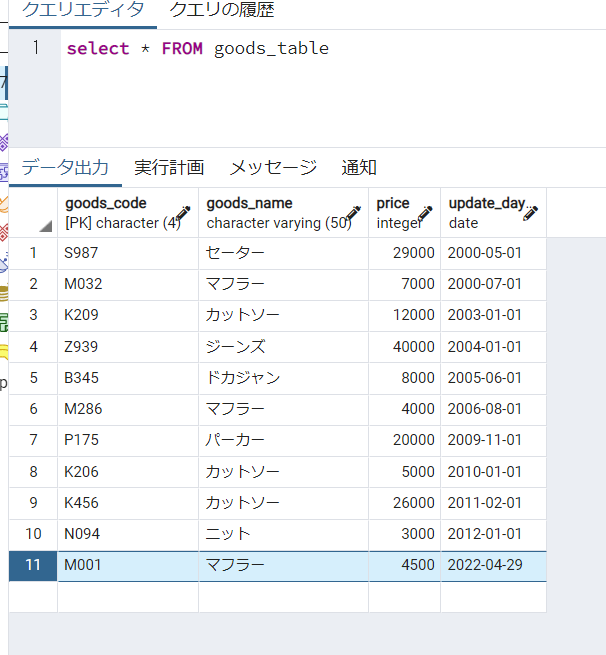 クエリエディタ クエリの履歴
1 select * FROM goods_table
データ出力 実行計画 メッセージ 通知
goods_code goods_name price update_day...
[PK] character (4) character varying (50) integer date
1 S987 セーター 29000 2000-05-01
2 M032 マフラー 7000 2000-07-01
3 K209 カットソー 12000 2003-01-01
4 Z939 ジーンズ 40000 2004-01-01
5 B345 ドカジャン 8000 2005-06-01
6 M286 マフラー 4000 2006-08-01
7 P175 パーカー 20000 2009-11-01
8 K206 カットソー 5000 2010-01-01
9 K456 カットソー 26000 2011-02-01
10 N094 ニット 3000 2012-01-01
11 M001 マフラー 4500 2022-04-29